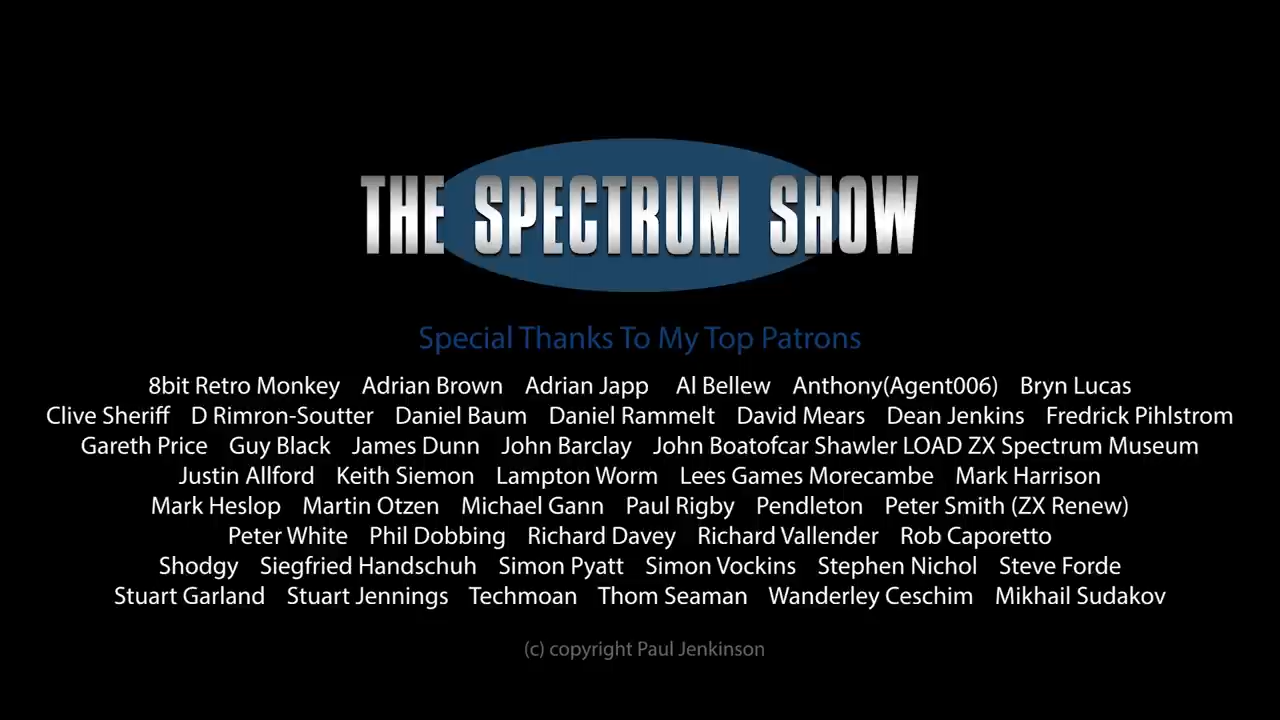 THE SPECTRUM SHOW
Special Thanks To My Top Patrons
8bit Retro Monkey Adrian Brown Adrian Japp Al Bellew Anthony(Agent006) Bryn Lucas
Clive Sheriff D Rimron-Soutter Daniel Baum Daniel Rammelt David Mears Dean Jenkins Fredrick Pihlstrom
Gareth Price Guy Black James Dunn John Barclay John Boatofcar Shawler LOAD ZX Spectrum Museum
Justin Allford Keith Siemon Lampton Worm Lees Games Morecambe Mark Harrison
Mark Heslop Martin Otzen Michael Gann Paul Rigby Pendleton Peter Smith (ZX Renew)
Peter White Phil Dobbing Richard Davey Richard Vallender Rob Caporetto
Shodgy Siegfried Handschuh Simon Pyatt Simon Vockins Stephen Nichol Steve Forde
Stuart Garland Stuart Jennings Techmoan Thom Seaman Wanderley Ceschim Mikhail Sudakov
(c) copyright Paul Jenkinson